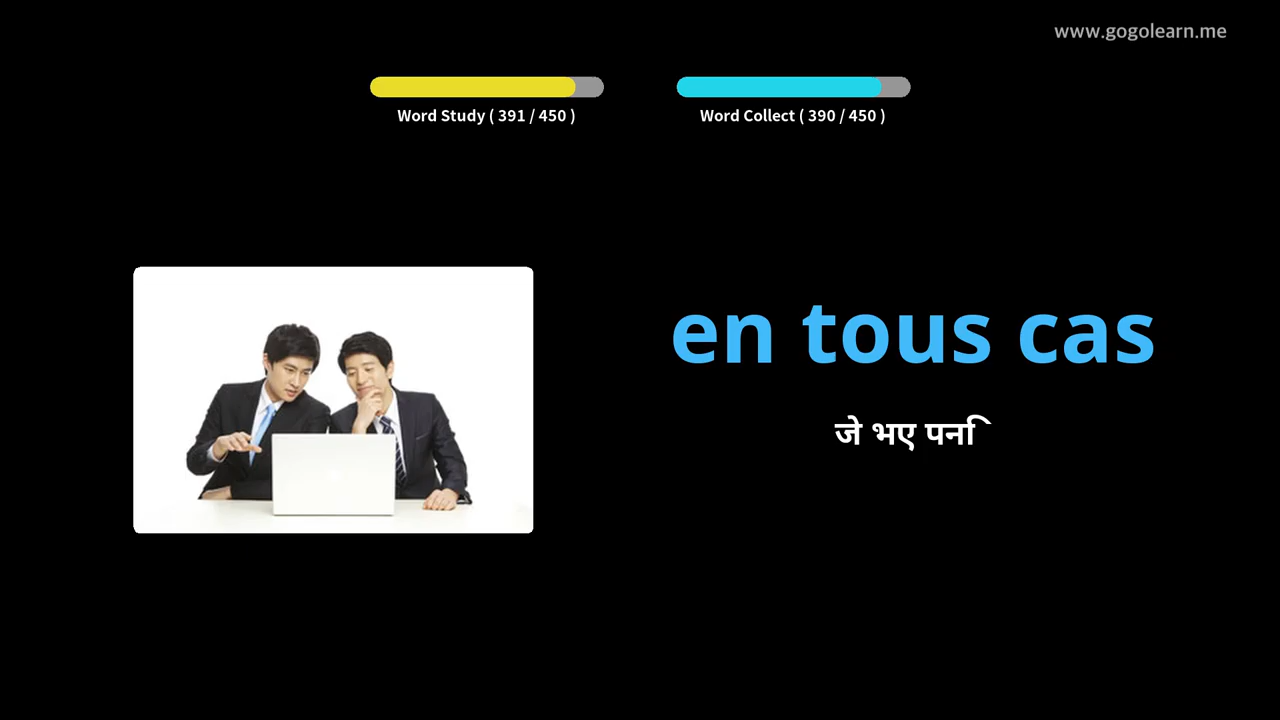 www.gogolearn.me
Word Study ( 391 / 450 )
Word Collect ( 390 / 450 )
en tous cas
जे भए पनि